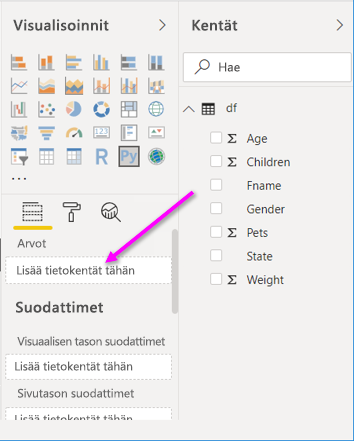 Visualisoinnit
R
Py
123
...
Arvot
Lisää tietokentät tähän
Suodattimet
Visuaalisen tason suodattimet
Lisää tietokentät tähän
Sivutason suodattimet
Lisää tietokentät tähän
Kentät
Hae
df
Σ Age
Σ Children
Fname
Gender
Σ Pets
State
Σ Weight